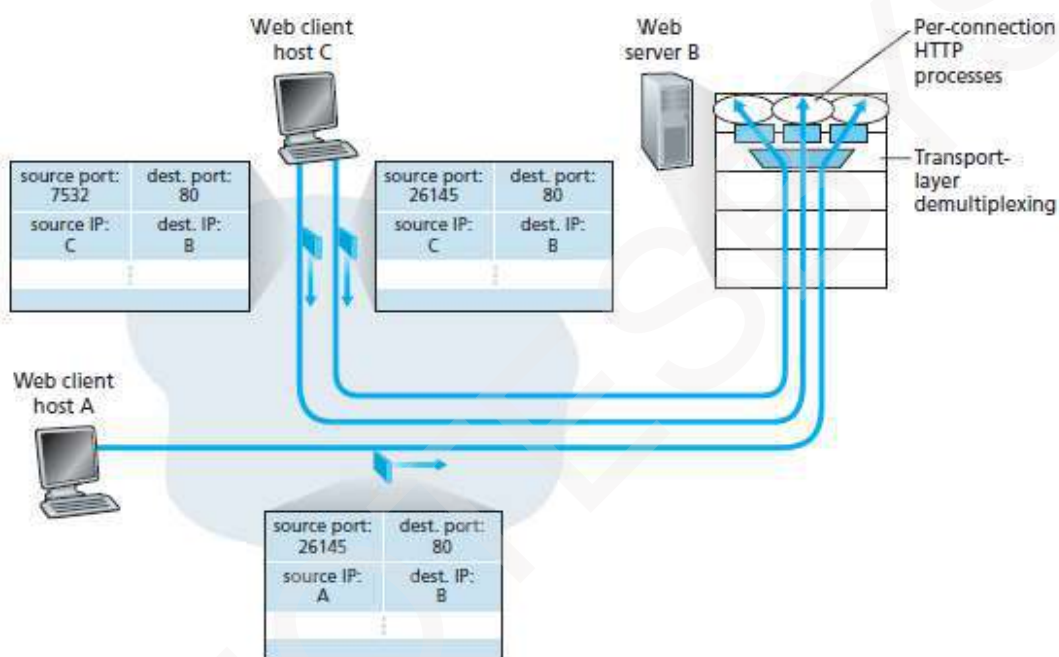 Web client
host C
Web
server B
Per-connection
HTTP
processes
Transport-
layer
demultiplexing
source port:
7532
dest. port:
80
source IP:
C
dest. IP:
B
source port:
26145
dest. port:
80
source IP:
C
dest. IP:
B
Web client
host A
source port:
26145
dest. port:
80
source IP:
A
dest. IP:
B